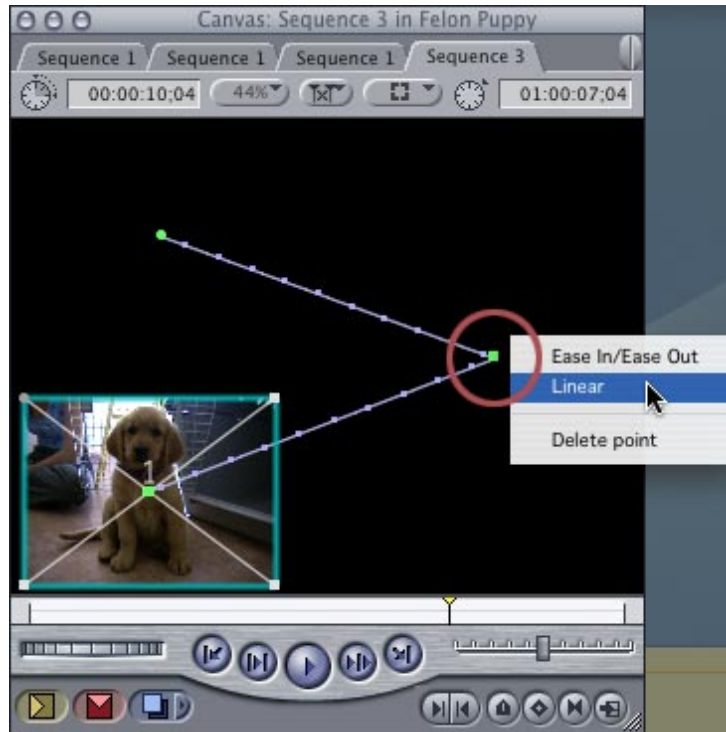 Canvas: Sequence 3 in Felon Puppy
Sequence 1 Sequence 1 Sequence 1 Sequence 3
00:00:10;04 44% 01:00:07;04
Ease In/Ease Out
Linear
Delete point
1